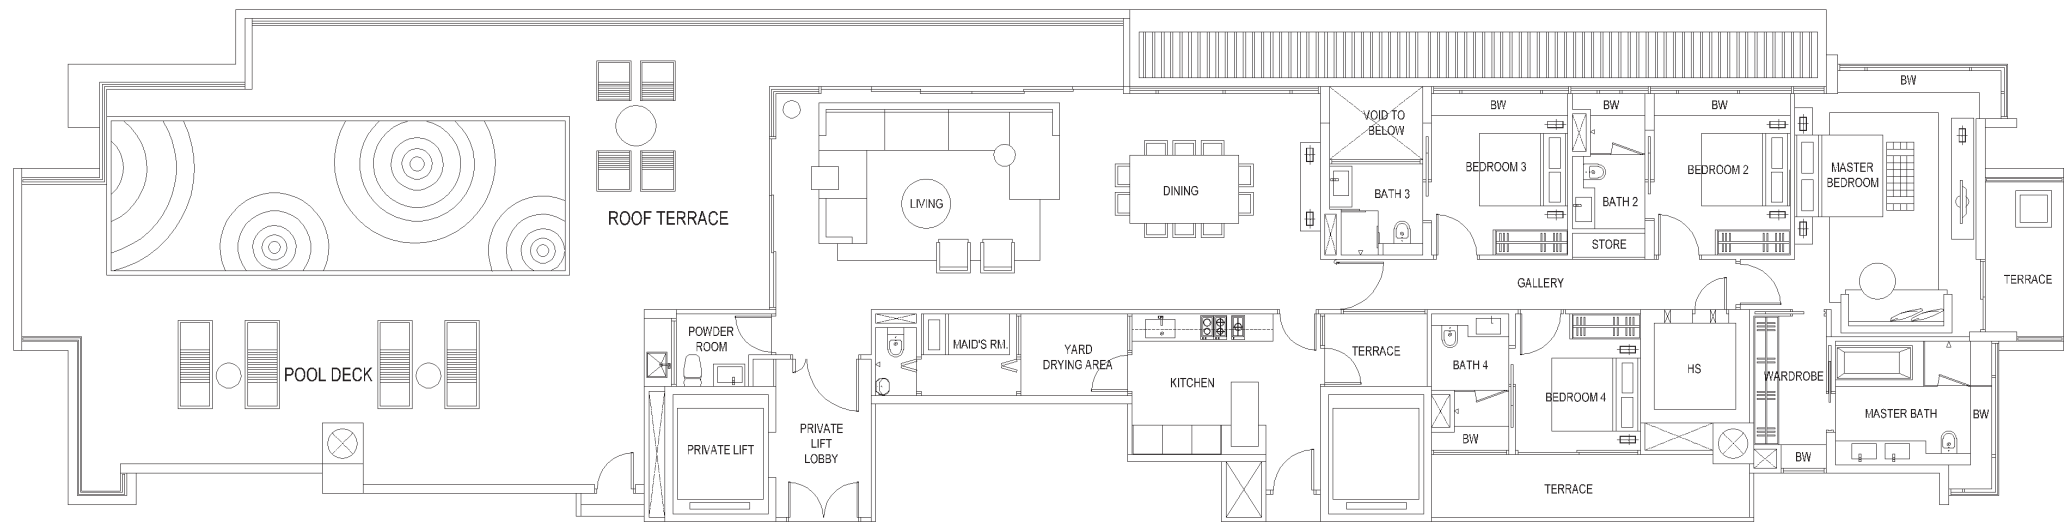 BW
BW
BW
BW
VOID TO
BELOW
BEDROOM 3
BEDROOM 2
MASTER
BEDROOM
DINING
BATH 3
BATH 2
LIVING
ROOF TERRACE
STORE
GALLERY
TERRACE
POWDER
ROOM
MAID'S RM.
YARD
DRYING AREA
TERRACE
BATH 4
HS
WARDROBE
POOL DECK
KITCHEN
BEDROOM 4
MASTER BATH
BW
PRIVATE
LIFT
LOBBY
PRIVATE LIFT
BW
BW
TERRACE